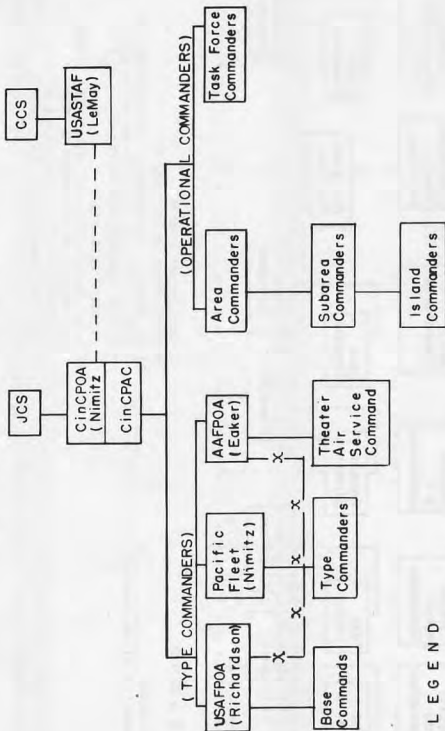 JCS
CCS
CinCPOA
(Nimitz)
CinCPAC
USASTAF
(LeMay)
(TYPE COMMANDERS)
(OPERATIONAL COMMANDERS)
USAFPOA
(Richardson)
Pacific
Fleet
(Nimitz)
AAFPOA
(Eaker)
Area
Commanders
Task Force
Commanders
X
X
X
X
X
Base
Commands
Type
Commanders
Theater
Air
Service
Command
Subarea
Commanders
Island
Commanders
LEGEND